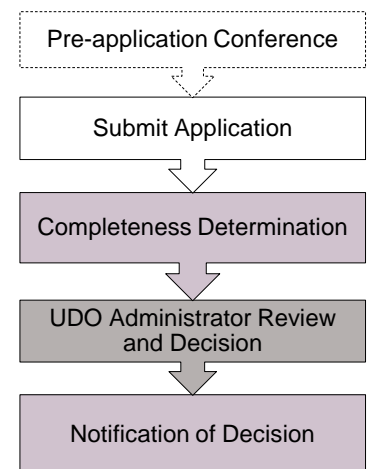 Pre-application Conference
Submit Application
Completeness Determination
UDO Administrator Review
and Decision
Notification of Decision